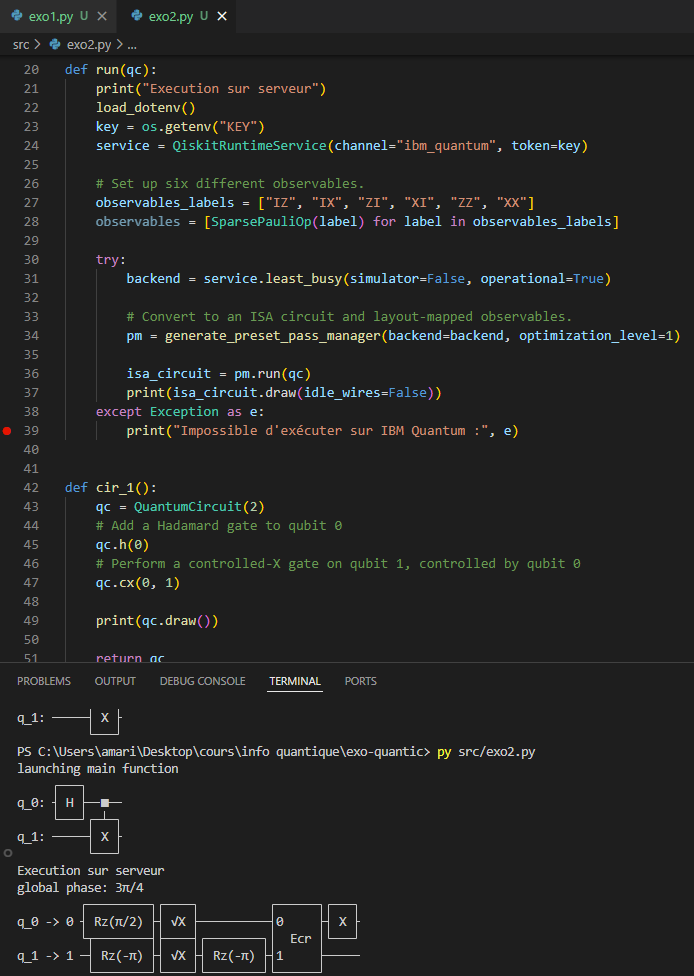 exo1.py U ×
exo2.py U ×
src > exo2.py > ...
20 def run(qc):
21     print("Execution sur serveur")
22     load_dotenv()
23     key = os.getenv("KEY")
24     service = QiskitRuntimeService(channel="ibm_quantum", token=key)
25
26     # Set up six different observables.
27     observables_labels = ["IZ", "IX", "ZI", "XI", "ZZ", "XX"]
28     observables = [SparsePauliOp(label) for label in observables_labels]
29
30     try:
31         backend = service.least_busy(simulator=False, operational=True)
32
33         # Convert to an ISA circuit and layout-mapped observables.
34         pm = generate_preset_pass_manager(backend=backend, optimization_level=1)
35
36         isa_circuit = pm.run(qc)
37         print(isa_circuit.draw(idle_wires=False))
38     except Exception as e:
39         print("Impossible d'exécuter sur IBM Quantum :", e)
40
41
42 def cir_1():
43     qc = QuantumCircuit(2)
44     # Add a Hadamard gate to qubit 0
45     qc.h(0)
46     # Perform a controlled-X gate on qubit 1, controlled by qubit 0
47     qc.cx(0, 1)
48
49     print(qc.draw())
50
51     return qc
PROBLEMS OUTPUT DEBUG CONSOLE TERMINAL PORTS
q_1: X
PS C:\Users\amari\Desktop\cours\info quantique\exo-quantic> py src/exo2.py
launching main function
q_0: H
q_1: X
Execution sur serveur
global phase: 3π/4
q_0 -> 0 Rz(π/2) √X 0 X
Ecr
q_1 -> 1 Rz(-π) √X Rz(-π) 1